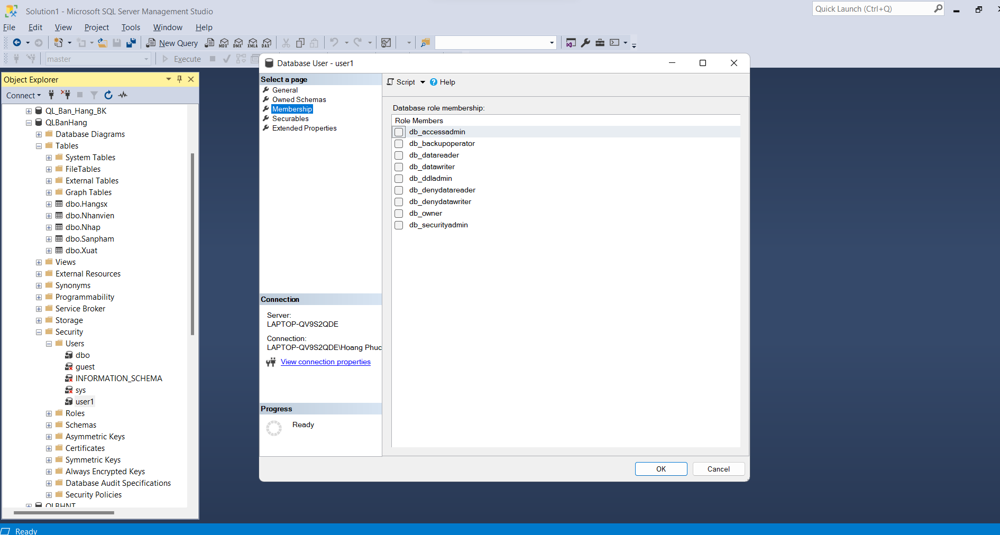 Solution1 - Microsoft SQL Server Management Studio
Quick Launch (Ctrl+Q)
File Edit View Project Tools Window Help
New Query MDX DMX XMLA DAX
master Execute
Object Explorer
Connect
QL_Ban_Hang_BK
QLBanHang
Database Diagrams
Tables
System Tables
FileTables
External Tables
Graph Tables
dbo.Hangsx
dbo.Nhanvien
dbo.Nhap
dbo.Sanpham
dbo.Xuat
Views
External Resources
Synonyms
Programmability
Service Broker
Storage
Security
Users
dbo
guest
INFORMATION_SCHEMA
sys
user1
Roles
Schemas
Asymmetric Keys
Certificates
Symmetric Keys
Always Encrypted Keys
Database Audit Specifications
Security Policies
QLBHNT
Database User - user1
Select a page
General
Owned Schemas
Membership
Securables
Extended Properties
Connection
Server:
LAPTOP-QV9S2QDE
Connection:
LAPTOP-QV9S2QDE\Hoang Phuc
View connection properties
Progress
Ready
Script Help
Database role membership:
Role Members
db_accessadmin
db_backupoperator
db_datareader
db_datawriter
db_ddladmin
db_denydatareader
db_denydatawriter
db_owner
db_securityadmin
OK Cancel
Ready